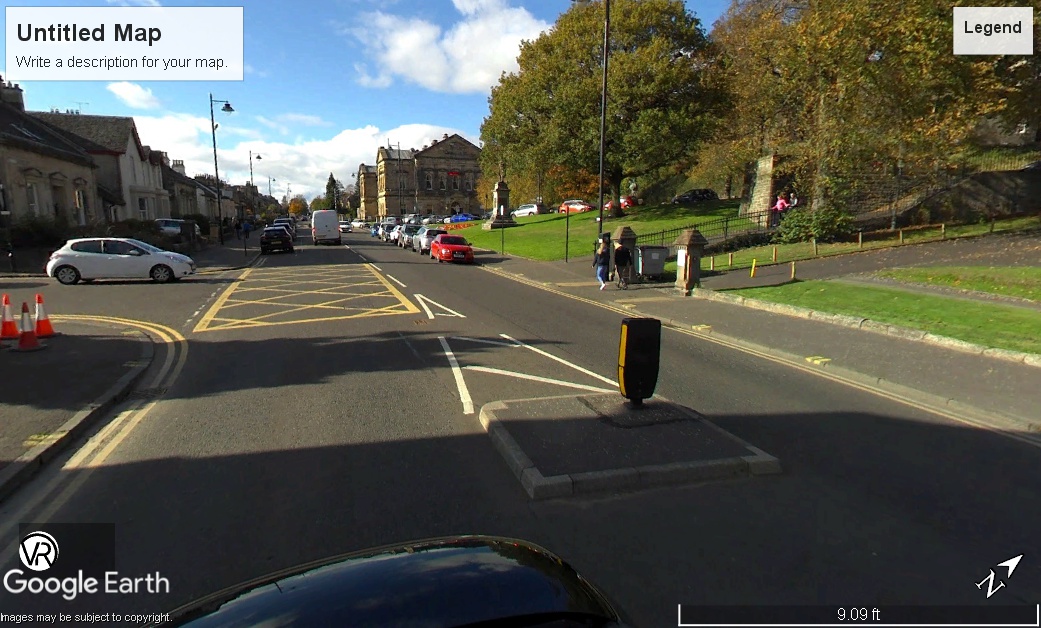 Untitled Map
Write a description for your map.
Legend
VR
Google Earth
Images may be subject to copyright.
N
9.09 ft